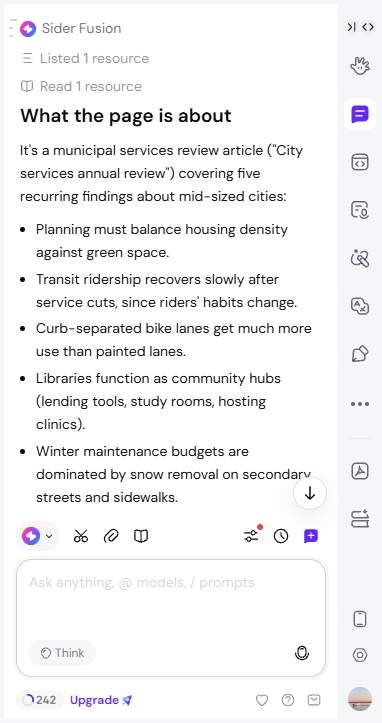 Sider Fusion
Listed 1 resource
Read 1 resource
What the page is about
It's a municipal services review article ("City
services annual review") covering five
recurring findings about mid-sized cities:
• Planning must balance housing density
against green space.
• Transit ridership recovers slowly after
service cuts, since riders' habits change.
• Curb-separated bike lanes get much more
use than painted lanes.
• Libraries function as community hubs
(lending tools, study rooms, hosting
clinics).
• Winter maintenance budgets are
dominated by snow removal on secondary
streets and sidewalks.
Ask anything, @ models, / prompts
Think
242 Upgrade